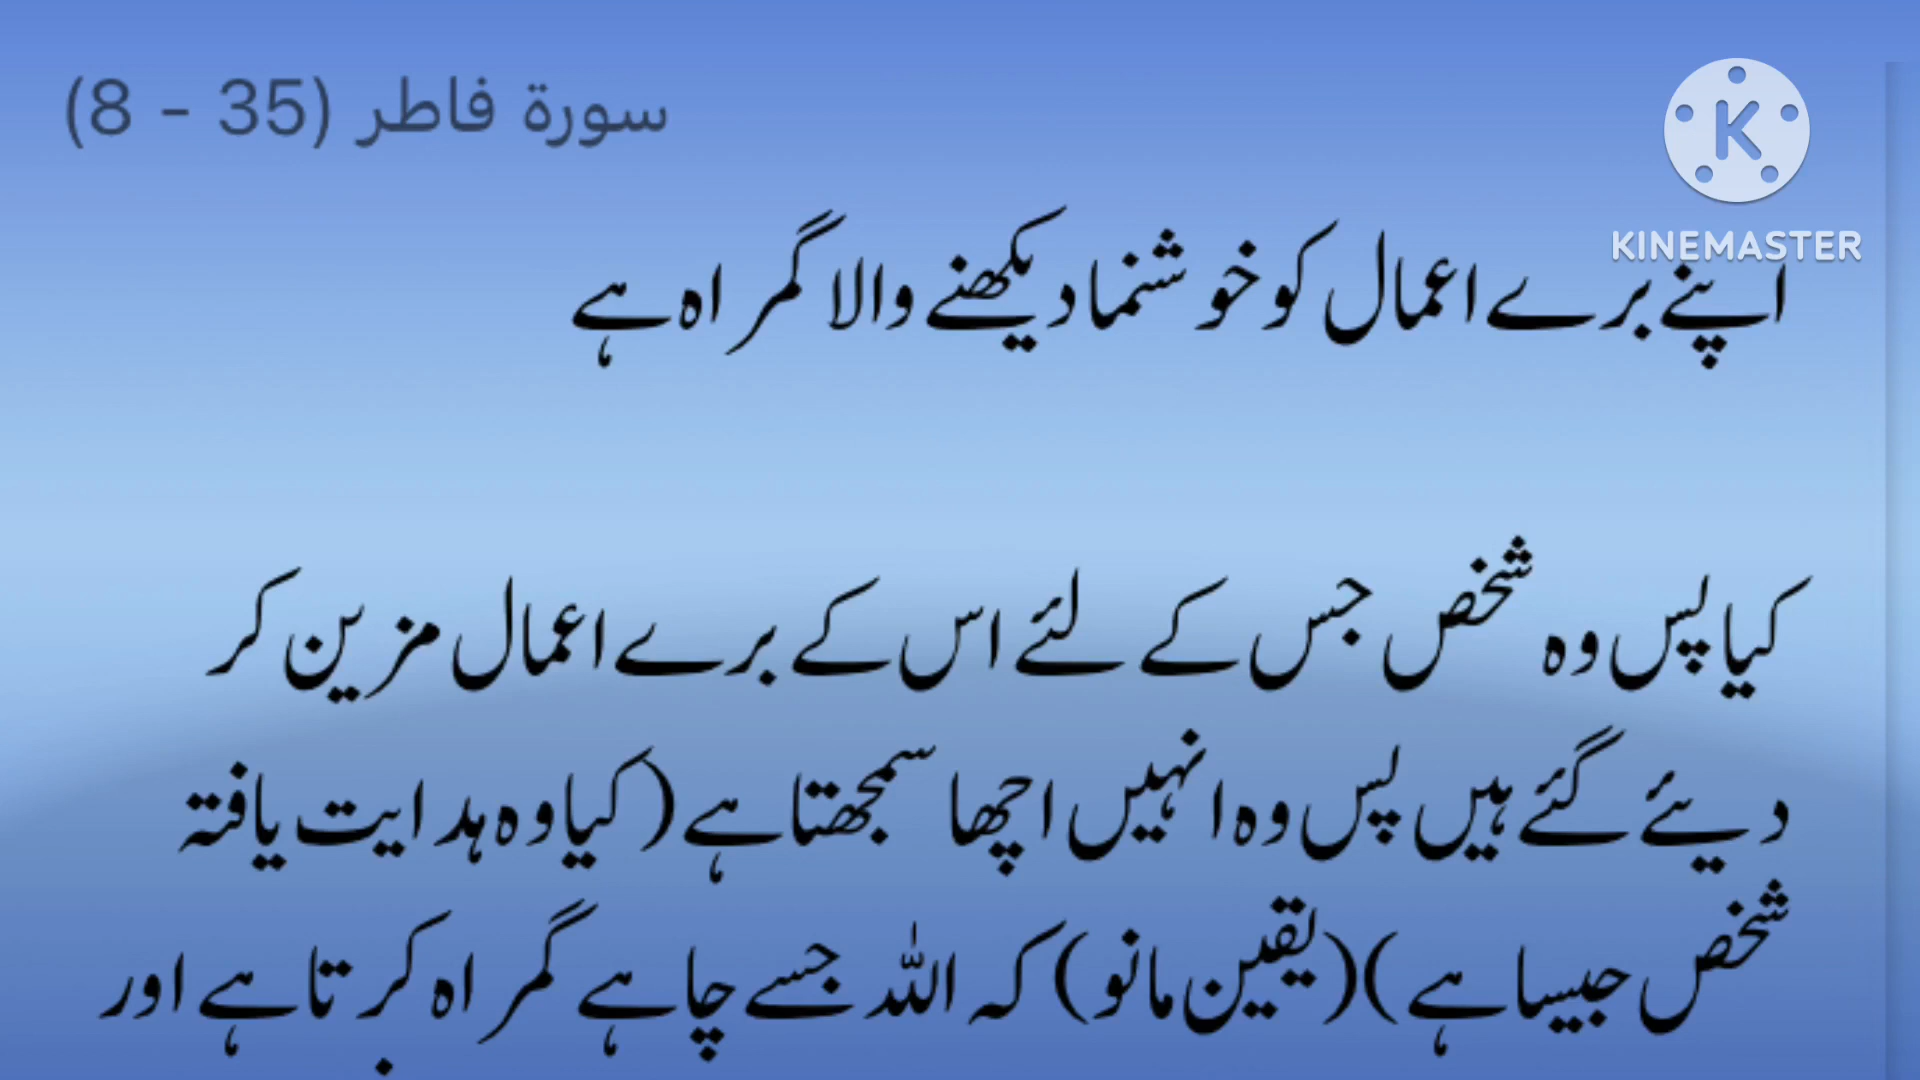 سورۃ فاطر (35 - 8)
KINEMASTER
اپنے برے اعمال کو خوشنما دیکھنے والا گمراہ ہے
کیا پس وہ شخص جس کے لئے اس کے برے اعمال مزین کر
دیئے گئے ہیں پس وہ انہیں اچھا سمجھتا ہے (کیا وہ ہدایت یافتہ
شخص جیسا ہے) (یقین مانو) کہ اللہ جسے چاہے گمراہ کرتا ہے اور